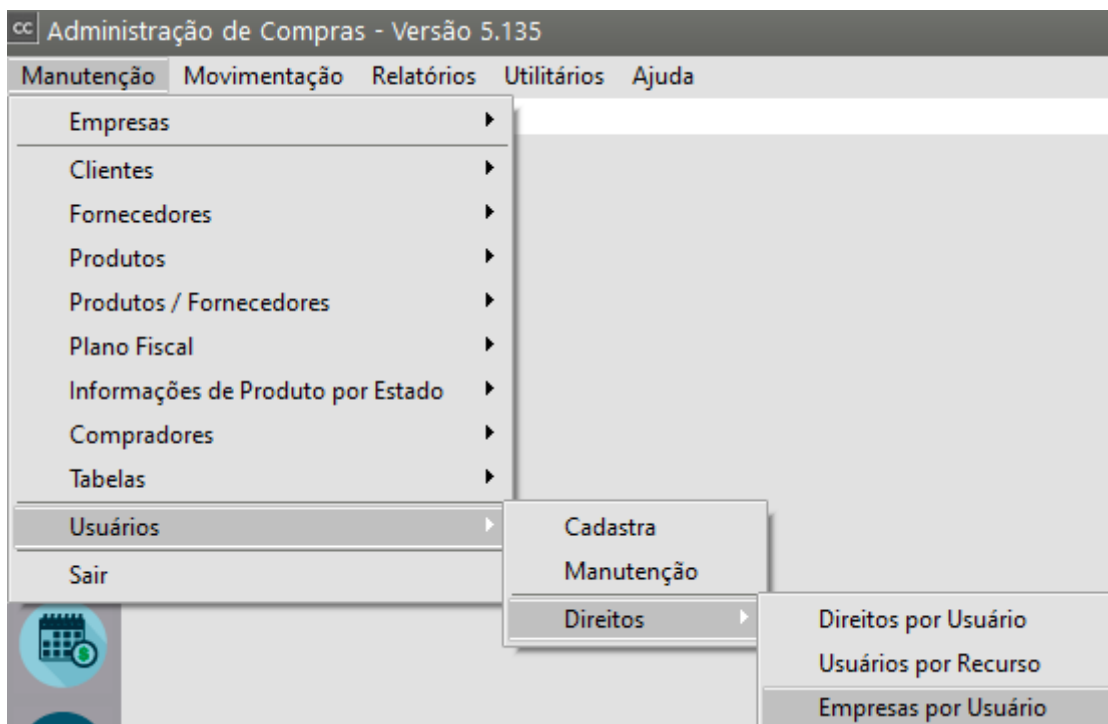 cc Administração de Compras - Versão 5.135
Manutenção Movimentação Relatórios Utilitários Ajuda
Empresas
Clientes
Fornecedores
Produtos
Produtos / Fornecedores
Plano Fiscal
Informações de Produto por Estado
Compradores
Tabelas
Usuários
Sair
Cadastra
Manutenção
Direitos
Direitos por Usuário
Usuários por Recurso
Empresas por Usuário